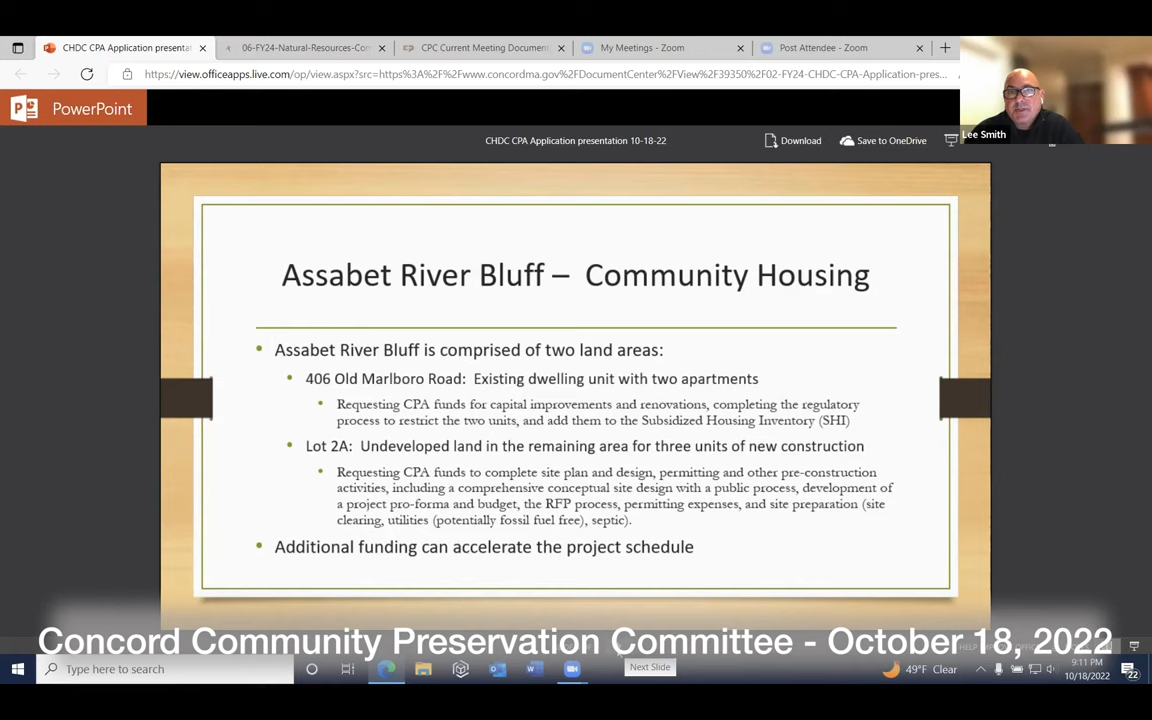 CHDC CPA Application presenta
06-FY24-Natural-Resources-Con
CPC Current Meeting Document
My Meetings - Zoom
Post Attendee - Zoom
https://view.officeapps.live.com/op/view.aspx?src=https%3A%2F%2Fwww.concordma.gov%2FDocumentCenter%2FView%2F39350%2F02-FY24-CHDC-CPA-Application-pres...
PowerPoint
Lee Smith
CHDC CPA Application presentation 10-18-22
Download
Save to OneDrive
Assabet River Bluff – Community Housing
• Assabet River Bluff is comprised of two land areas:
• 406 Old Marlboro Road: Existing dwelling unit with two apartments
• Requesting CPA funds for capital improvements and renovations, completing the regulatory
process to restrict the two units, and add them to the Subsidized Housing Inventory (SHI)
• Lot 2A: Undeveloped land in the remaining area for three units of new construction
• Requesting CPA funds to complete site plan and design, permitting and other pre-construction
activities, including a comprehensive conceptual site design with a public process, development of
a project pro-forma and budget, the RFP process, permitting expenses, and site preparation (site
clearing, utilities (potentially fossil fuel free), septic).
• Additional funding can accelerate the project schedule
Concord Community Preservation Committee - October 18, 2022
Type here to search
Next Slide
49°F Clear
9:11 PM
10/18/2022
22